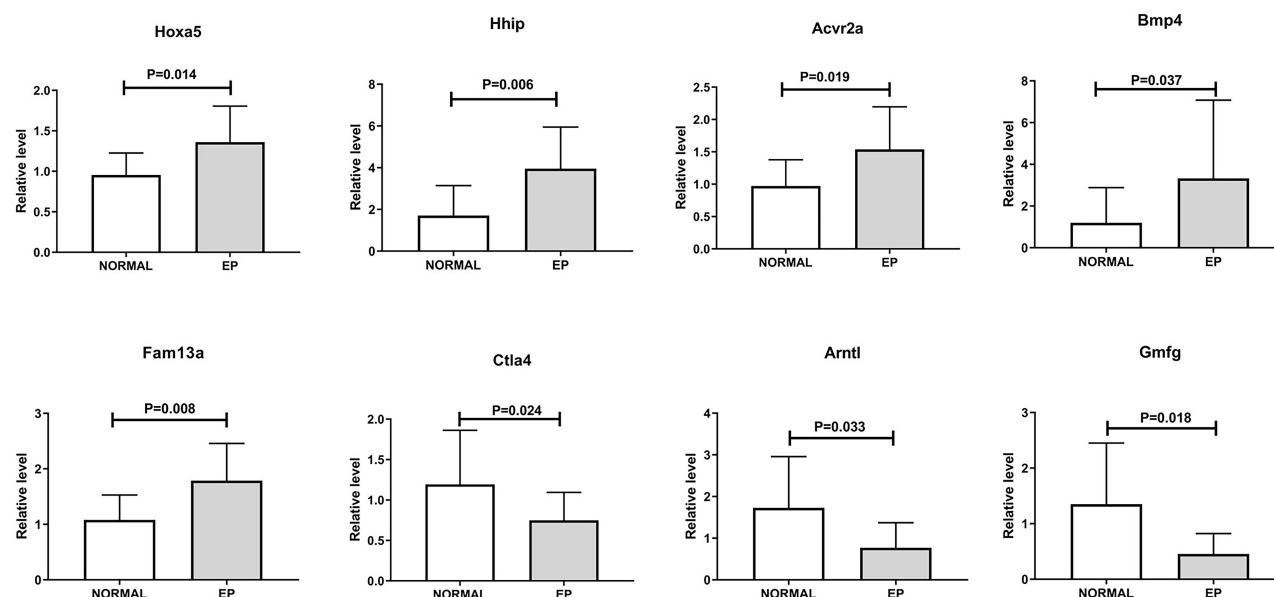 Hoxa5
P=0.014
Relative level
2.0
1.5
1.0
0.5
0.0
NORMAL EP
Hhip
P=0.006
Relative level
8
6
4
2
0
NORMAL EP
Acvr2a
P=0.019
Relative level
2.5
2.0
1.5
1.0
0.5
0.0
NORMAL EP
Bmp4
P=0.037
Relative level
8
6
4
2
0
NORMAL EP
Fam13a
P=0.008
Relative level
3
2
1
0
NORMAL EP
Ctla4
P=0.024
Relative level
2.0
1.5
1.0
0.5
0.0
NORMAL EP
Arntl
P=0.033
Relative level
4
3
2
1
0
NORMAL EP
Gmfg
P=0.018
Relative level
3
2
1
0
NORMAL EP